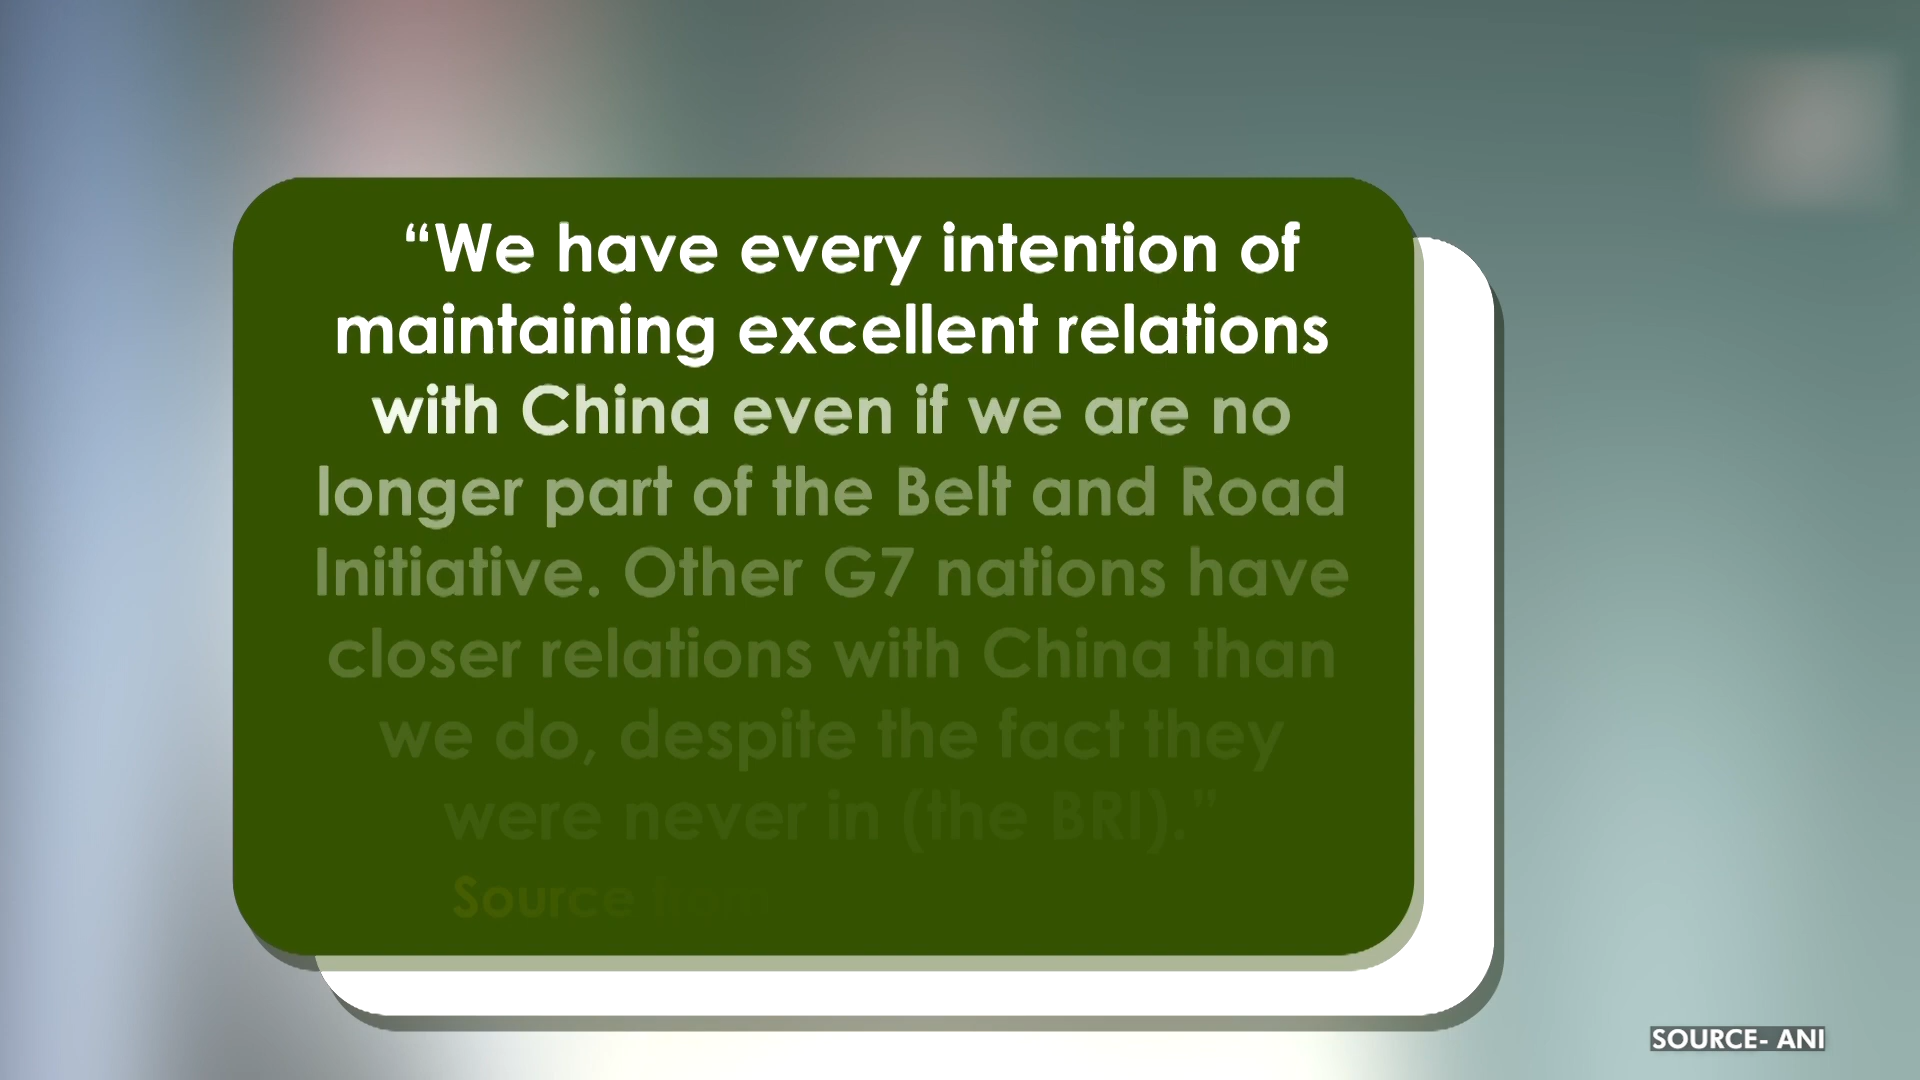 “We have every intention of
maintaining excellent relations
with China even if we are no
longer part of the Belt and Road
Initiative. Other G7 nations have
closer relations with China than
we do, despite the fact they
were never in (the BRI).”
Source from
SOURCE- ANI